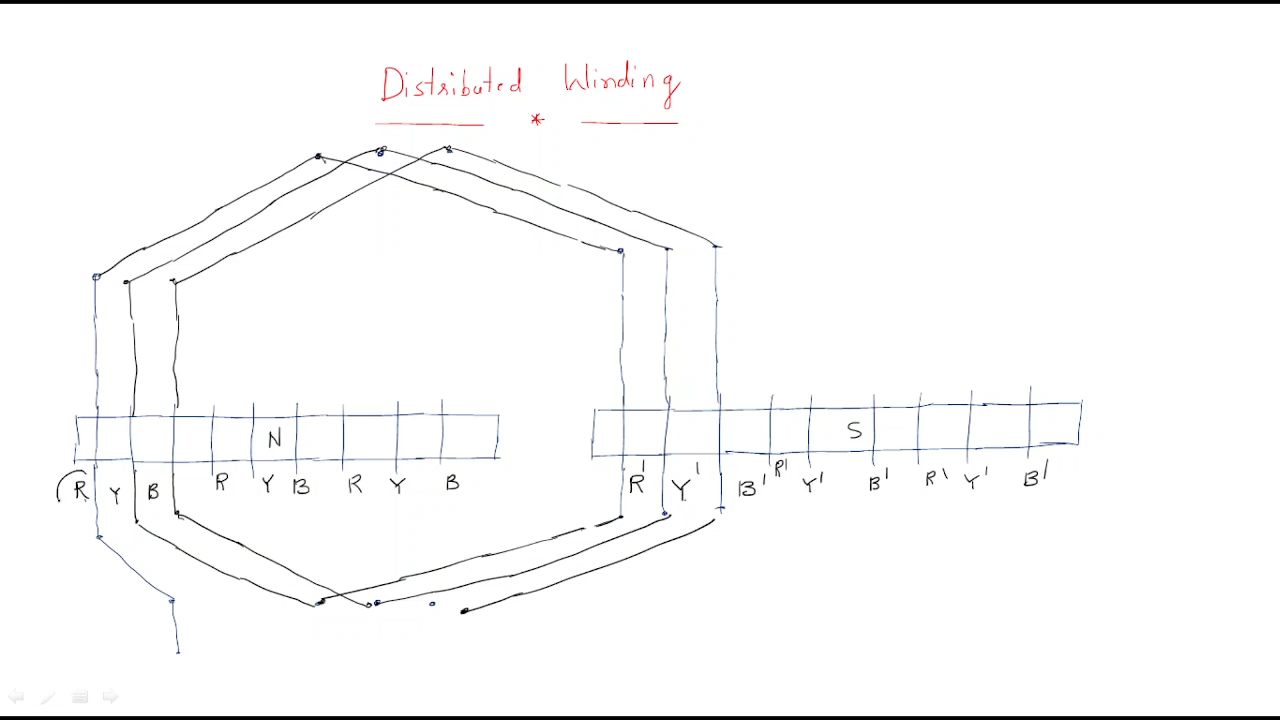 Distributed Winding
*
N S
R Y B R Y B R Y B R' Y' B' R' Y' B' R' Y' B'